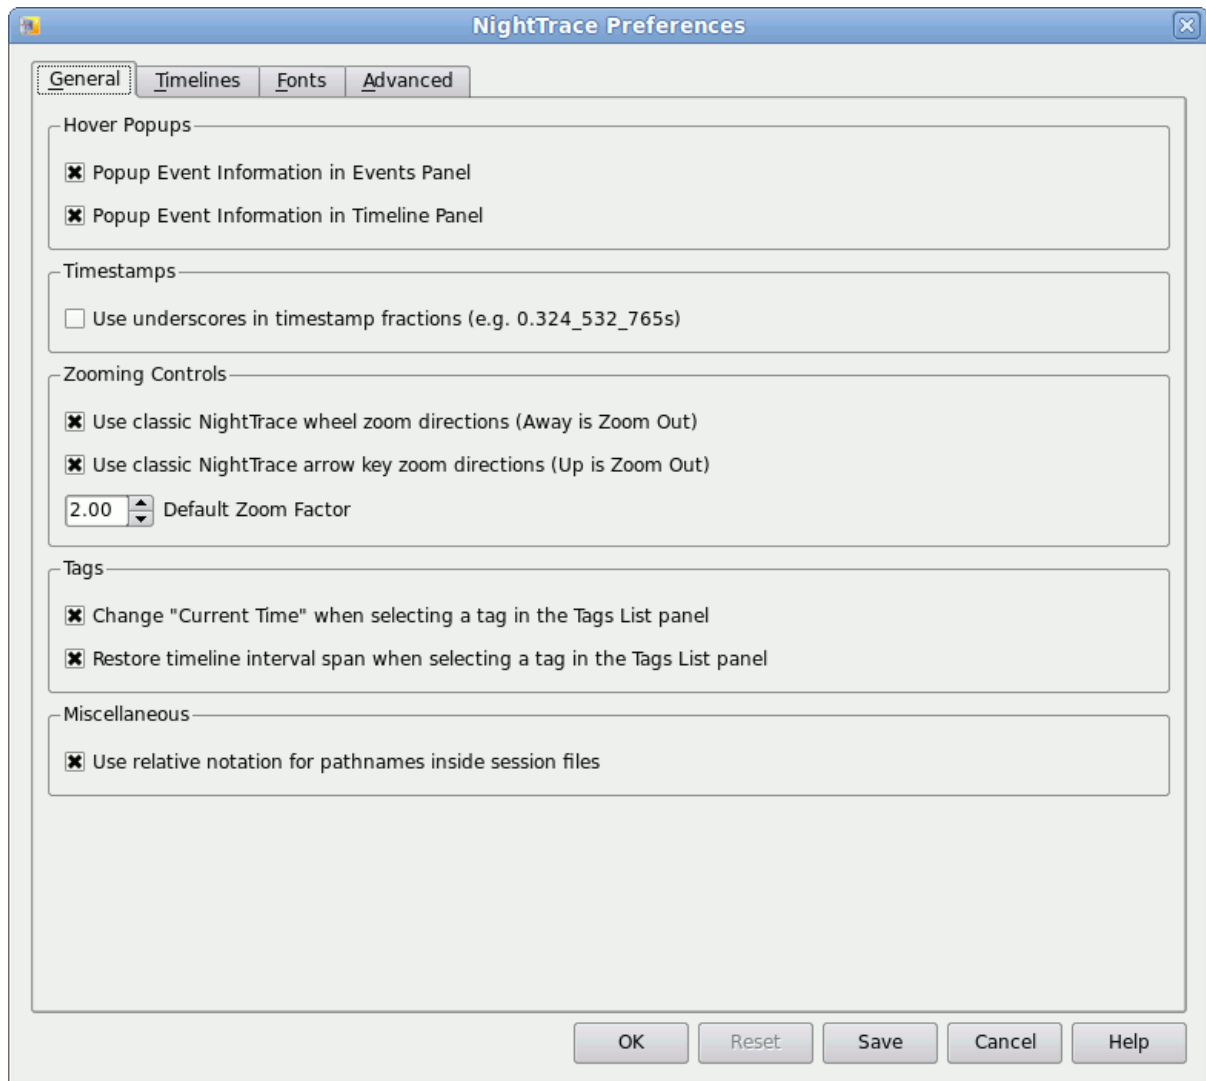 NightTrace Preferences
General Timelines Fonts Advanced
Hover Popups
Popup Event Information in Events Panel
Popup Event Information in Timeline Panel
Timestamps
Use underscores in timestamp fractions (e.g. 0.324_532_765s)
Zooming Controls
Use classic NightTrace wheel zoom directions (Away is Zoom Out)
Use classic NightTrace arrow key zoom directions (Up is Zoom Out)
2.00 Default Zoom Factor
Tags
Change "Current Time" when selecting a tag in the Tags List panel
Restore timeline interval span when selecting a tag in the Tags List panel
Miscellaneous
Use relative notation for pathnames inside session files
OK Reset Save Cancel Help